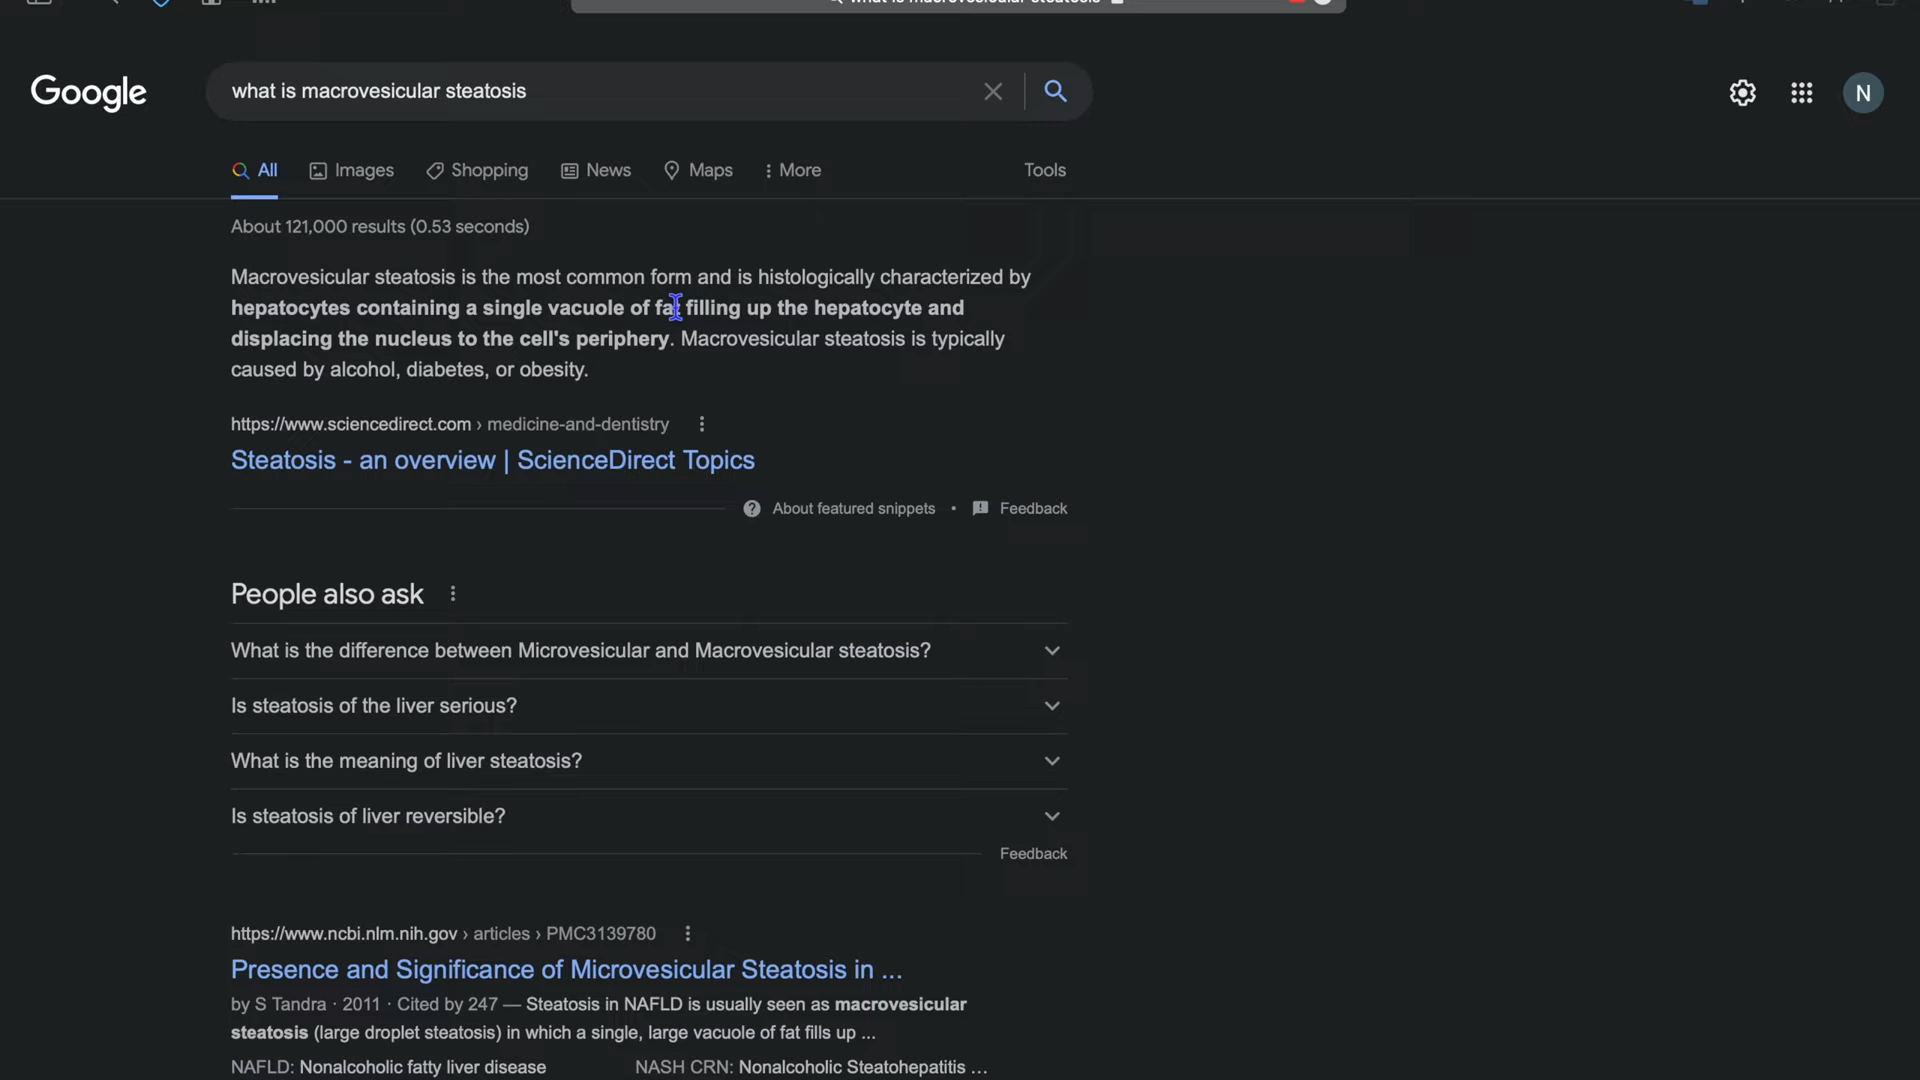 what is macrovesicular steatosis
Google
what is macrovesicular steatosis
N
All
Images
Shopping
News
Maps
More
Tools
About 121,000 results (0.53 seconds)
Macrovesicular steatosis is the most common form and is histologically characterized by
hepatocytes containing a single vacuole of fat filling up the hepatocyte and
displacing the nucleus to the cell's periphery. Macrovesicular steatosis is typically
caused by alcohol, diabetes, or obesity.
https://www.sciencedirect.com › medicine-and-dentistry
Steatosis - an overview | ScienceDirect Topics
About featured snippets • Feedback
People also ask
What is the difference between Microvesicular and Macrovesicular steatosis?
Is steatosis of the liver serious?
What is the meaning of liver steatosis?
Is steatosis of liver reversible?
Feedback
https://www.ncbi.nlm.nih.gov › articles › PMC3139780
Presence and Significance of Microvesicular Steatosis in ...
by S Tandra · 2011 · Cited by 247 — Steatosis in NAFLD is usually seen as macrovesicular
steatosis (large droplet steatosis) in which a single, large vacuole of fat fills up ...
NAFLD: Nonalcoholic fatty liver disease
NASH CRN: Nonalcoholic Steatohepatitis ...